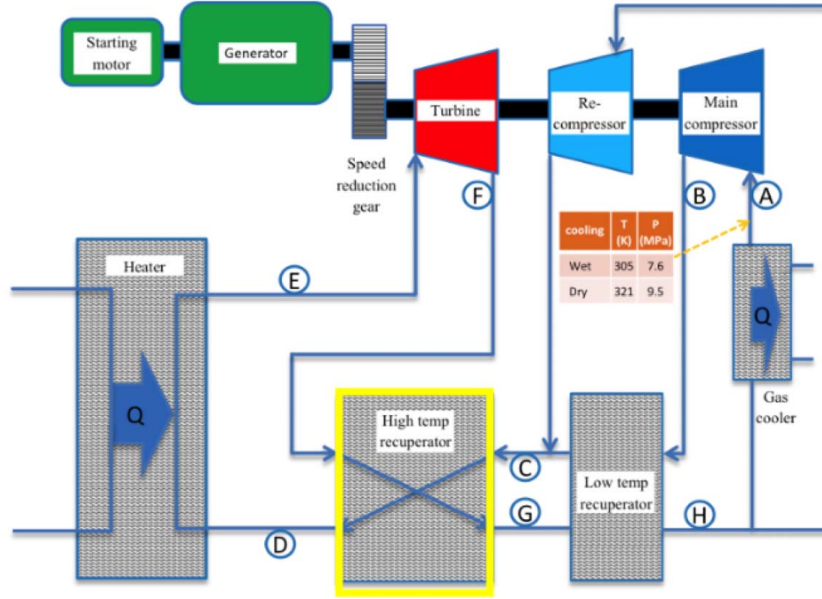 Starting
motor
Generator
Speed
reduction
gear
Turbine
Re-
compressor
Main
compressor
F
B
A
cooling T (K) P (MPa)
Wet 305 7.6
Dry 321 9.5
Heater
E
Q
Q
Gas
cooler
High temp
recuperator
C
Low temp
recuperator
D
G
H